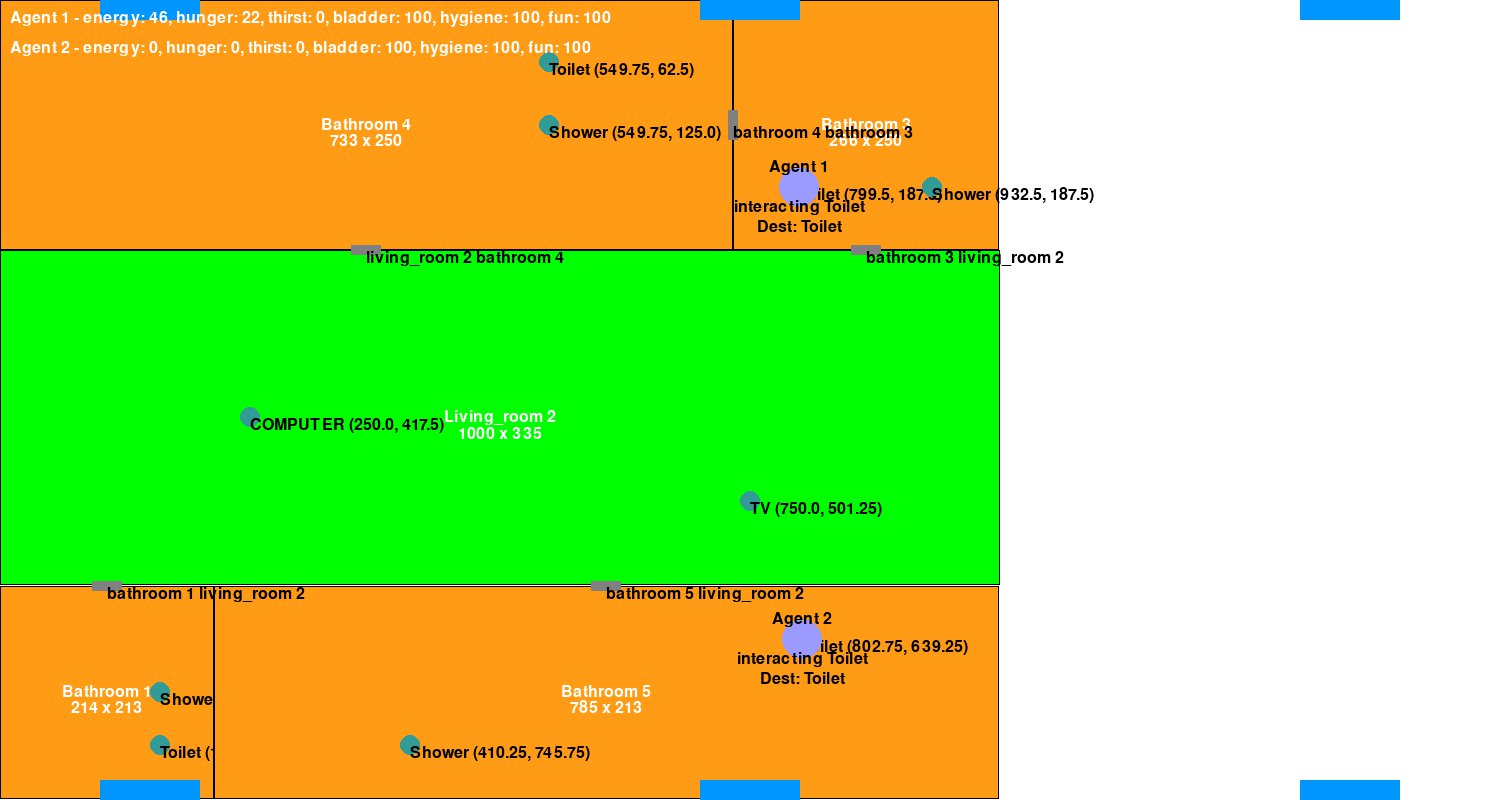 Agent 1 - energy: 46, hunger: 22, thirst: 0, bladder: 100, hygiene: 100, fun: 100
Agent 2 - energy: 0, hunger: 0, thirst: 0, bladder: 100, hygiene: 100, fun: 100
Toilet (549.75, 62.5)
Bathroom 4
733 x 250
Shower (549.75, 125.0)
bathroom 4 bathroom 3
Bathroom 3
266 x 250
Agent 1
ilet (799.5, 187.5)
Shower (932.5, 187.5)
interacting Toilet
Dest: Toilet
living_room 2 bathroom 4
bathroom 3 living_room 2
COMPUTER (250.0, 417.5)
Living_room 2
1000 x 335
TV (750.0, 501.25)
bathroom 1 living_room 2
bathroom 5 living_room 2
Agent 2
ilet (802.75, 639.25)
interacting Toilet
Dest: Toilet
Bathroom 1
214 x 213
Showe
Bathroom 5
785 x 213
Toilet (
Shower (410.25, 745.75)